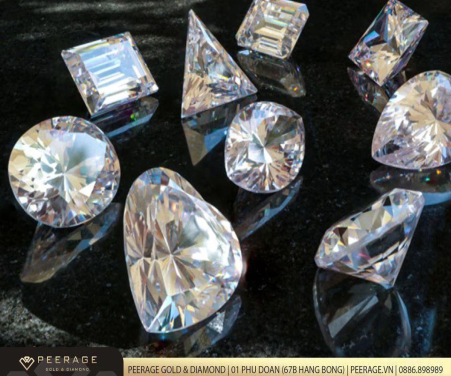 PEERAGE
GOLD & DIAMOND
PEERAGE GOLD & DIAMOND | 01 PHU DOAN (67B HANG BONG) | PEERAGE.VN | 0886.898989